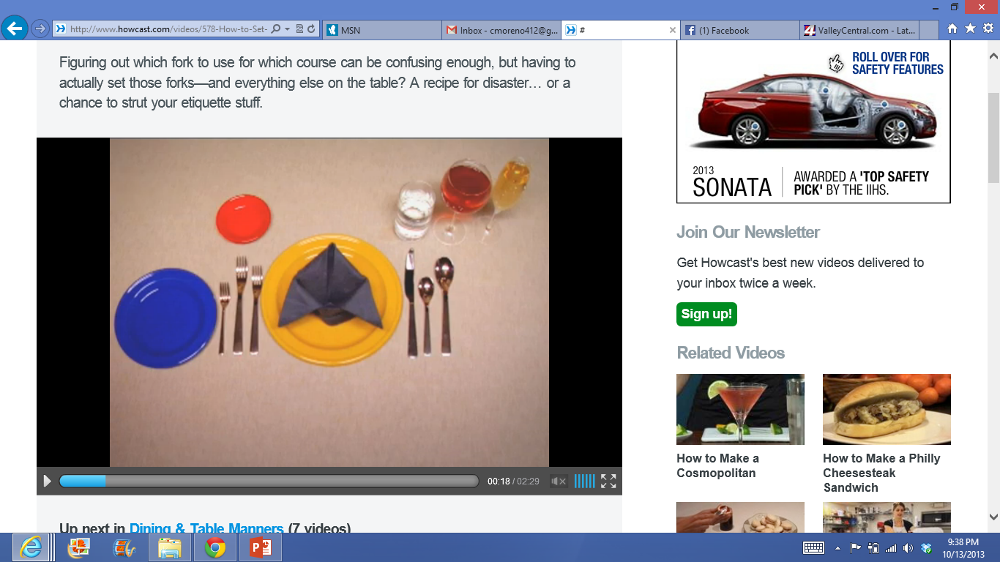 http://www.howcast.com/videos/578-How-to-Set-
MSN
Inbox - cmoreno412@g...
#
(1) Facebook
ValleyCentral.com - Lat...
Figuring out which fork to use for which course can be confusing enough, but having to
actually set those forks—and everything else on the table? A recipe for disaster… or a
chance to strut your etiquette stuff.
00:18 / 02:29
Up next in Dining & Table Manners (7 videos)
ROLL OVER FOR
SAFETY FEATURES
2013
SONATA
AWARDED A 'TOP SAFETY
PICK' BY THE IIHS.
Join Our Newsletter
Get Howcast's best new videos delivered to
your inbox twice a week.
Sign up!
Related Videos
How to Make a
Cosmopolitan
How to Make a Philly
Cheesesteak
Sandwich
9:38 PM
10/13/2013